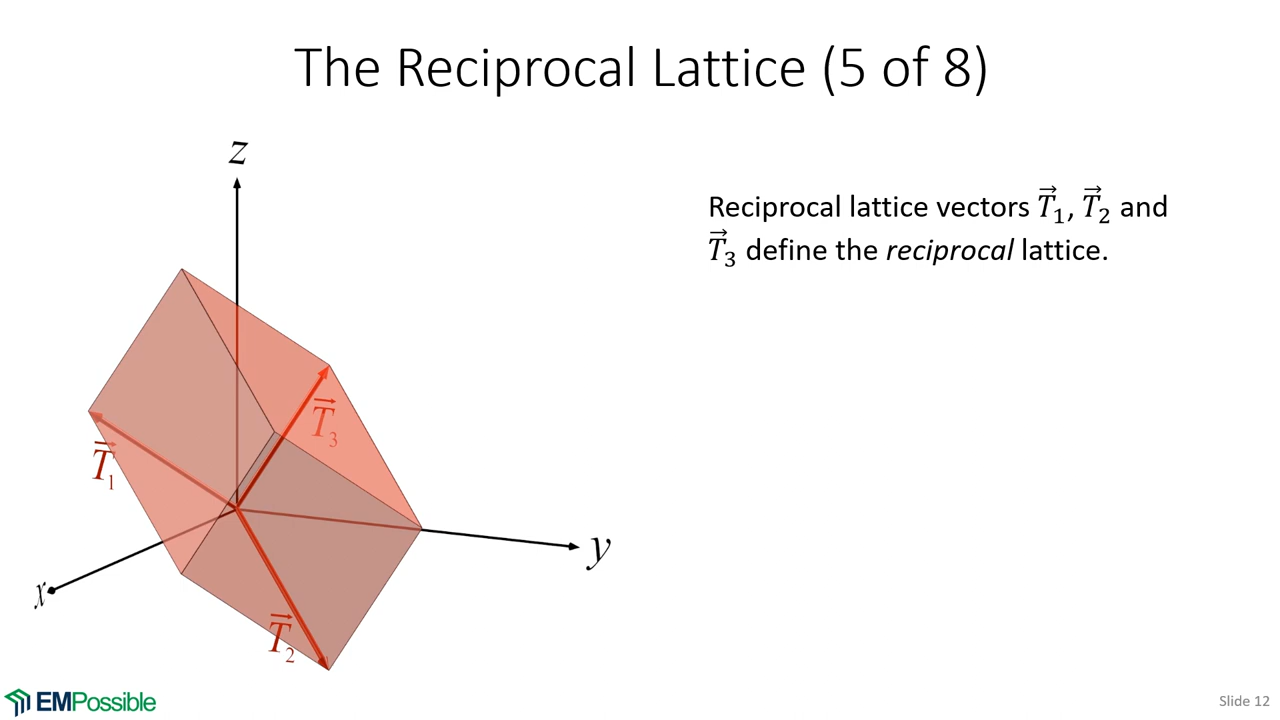 The Reciprocal Lattice (5 of 8)
z
Reciprocal lattice vectors T⃗₁, T⃗₂ and
T⃗₃ define the reciprocal lattice.
T⃗₃
T⃗₁
y
x
T⃗₂
EMPossible
Slide 12